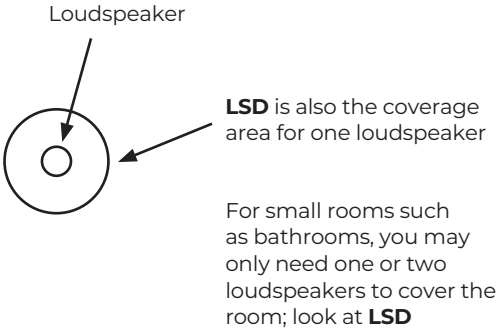 Loudspeaker
LSD is also the coverage
area for one loudspeaker
For small rooms such
as bathrooms, you may
only need one or two
loudspeakers to cover the
room; look at LSD